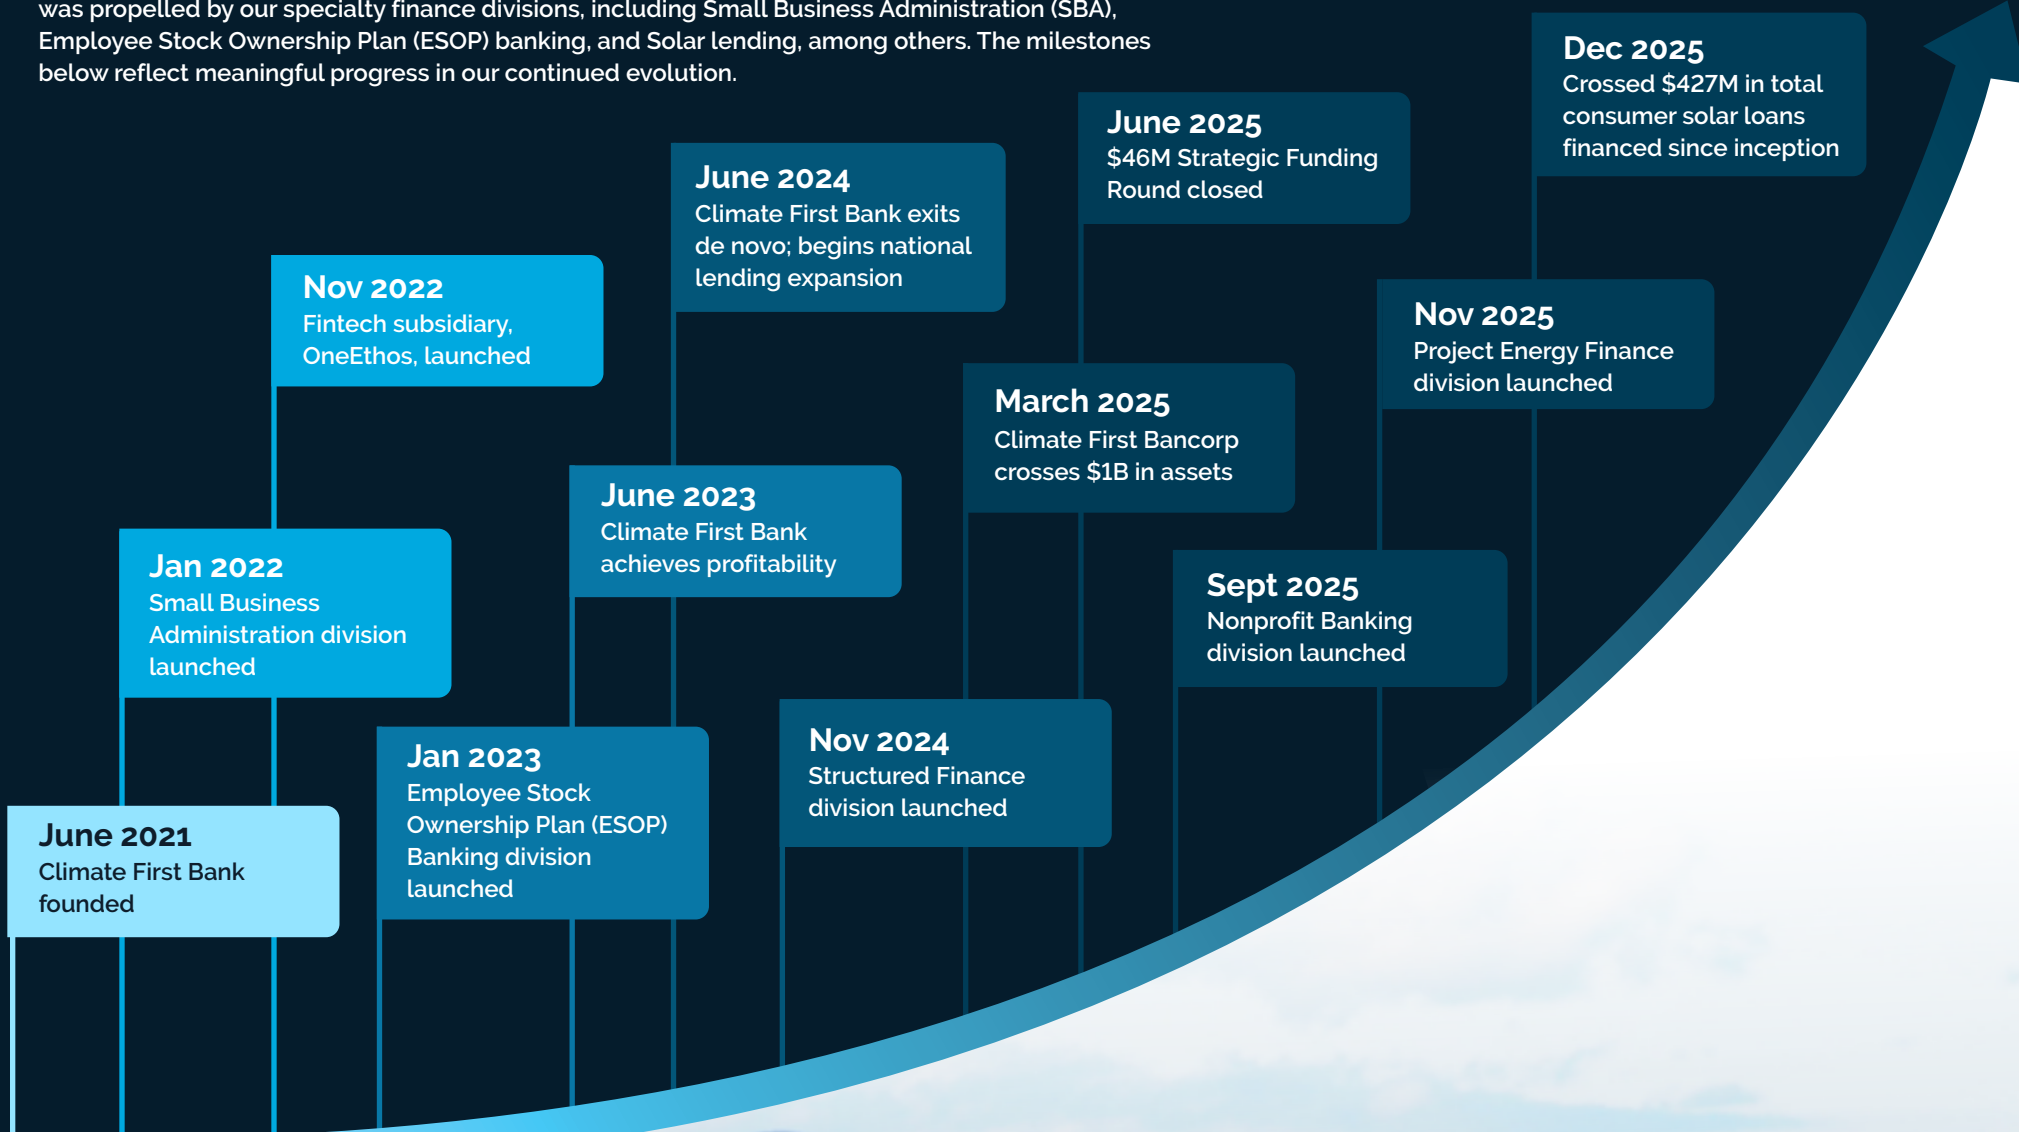 was propelled by our specialty finance divisions, including Small Business Administration (SBA),
Employee Stock Ownership Plan (ESOP) banking, and Solar lending, among others. The milestones
below reflect meaningful progress in our continued evolution.
June 2021
Climate First Bank
founded
Jan 2022
Small Business
Administration division
launched
Nov 2022
Fintech subsidiary,
OneEthos, launched
Jan 2023
Employee Stock
Ownership Plan (ESOP)
Banking division
launched
June 2023
Climate First Bank
achieves profitability
June 2024
Climate First Bank exits
de novo; begins national
lending expansion
Nov 2024
Structured Finance
division launched
March 2025
Climate First Bancorp
crosses $1B in assets
June 2025
$46M Strategic Funding
Round closed
Sept 2025
Nonprofit Banking
division launched
Nov 2025
Project Energy Finance
division launched
Dec 2025
Crossed $427M in total
consumer solar loans
financed since inception